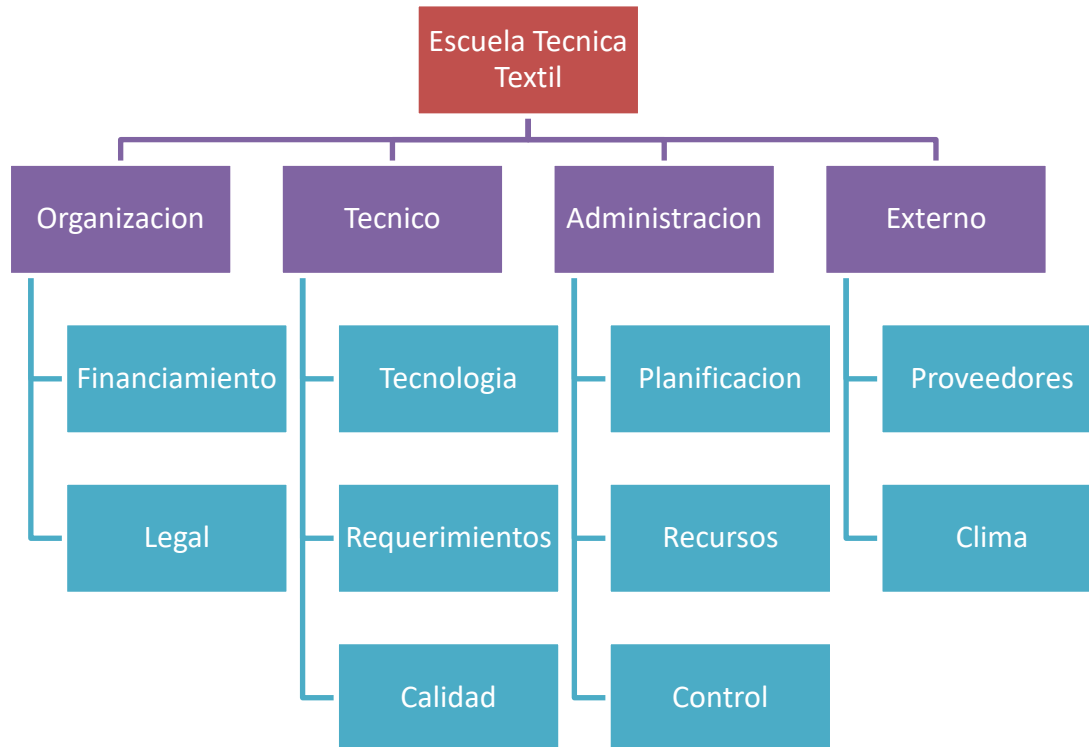 Escuela Tecnica
Textil
Organizacion
Tecnico
Administracion
Externo
Financiamiento
Tecnologia
Planificacion
Proveedores
Legal
Requerimientos
Recursos
Clima
Calidad
Control